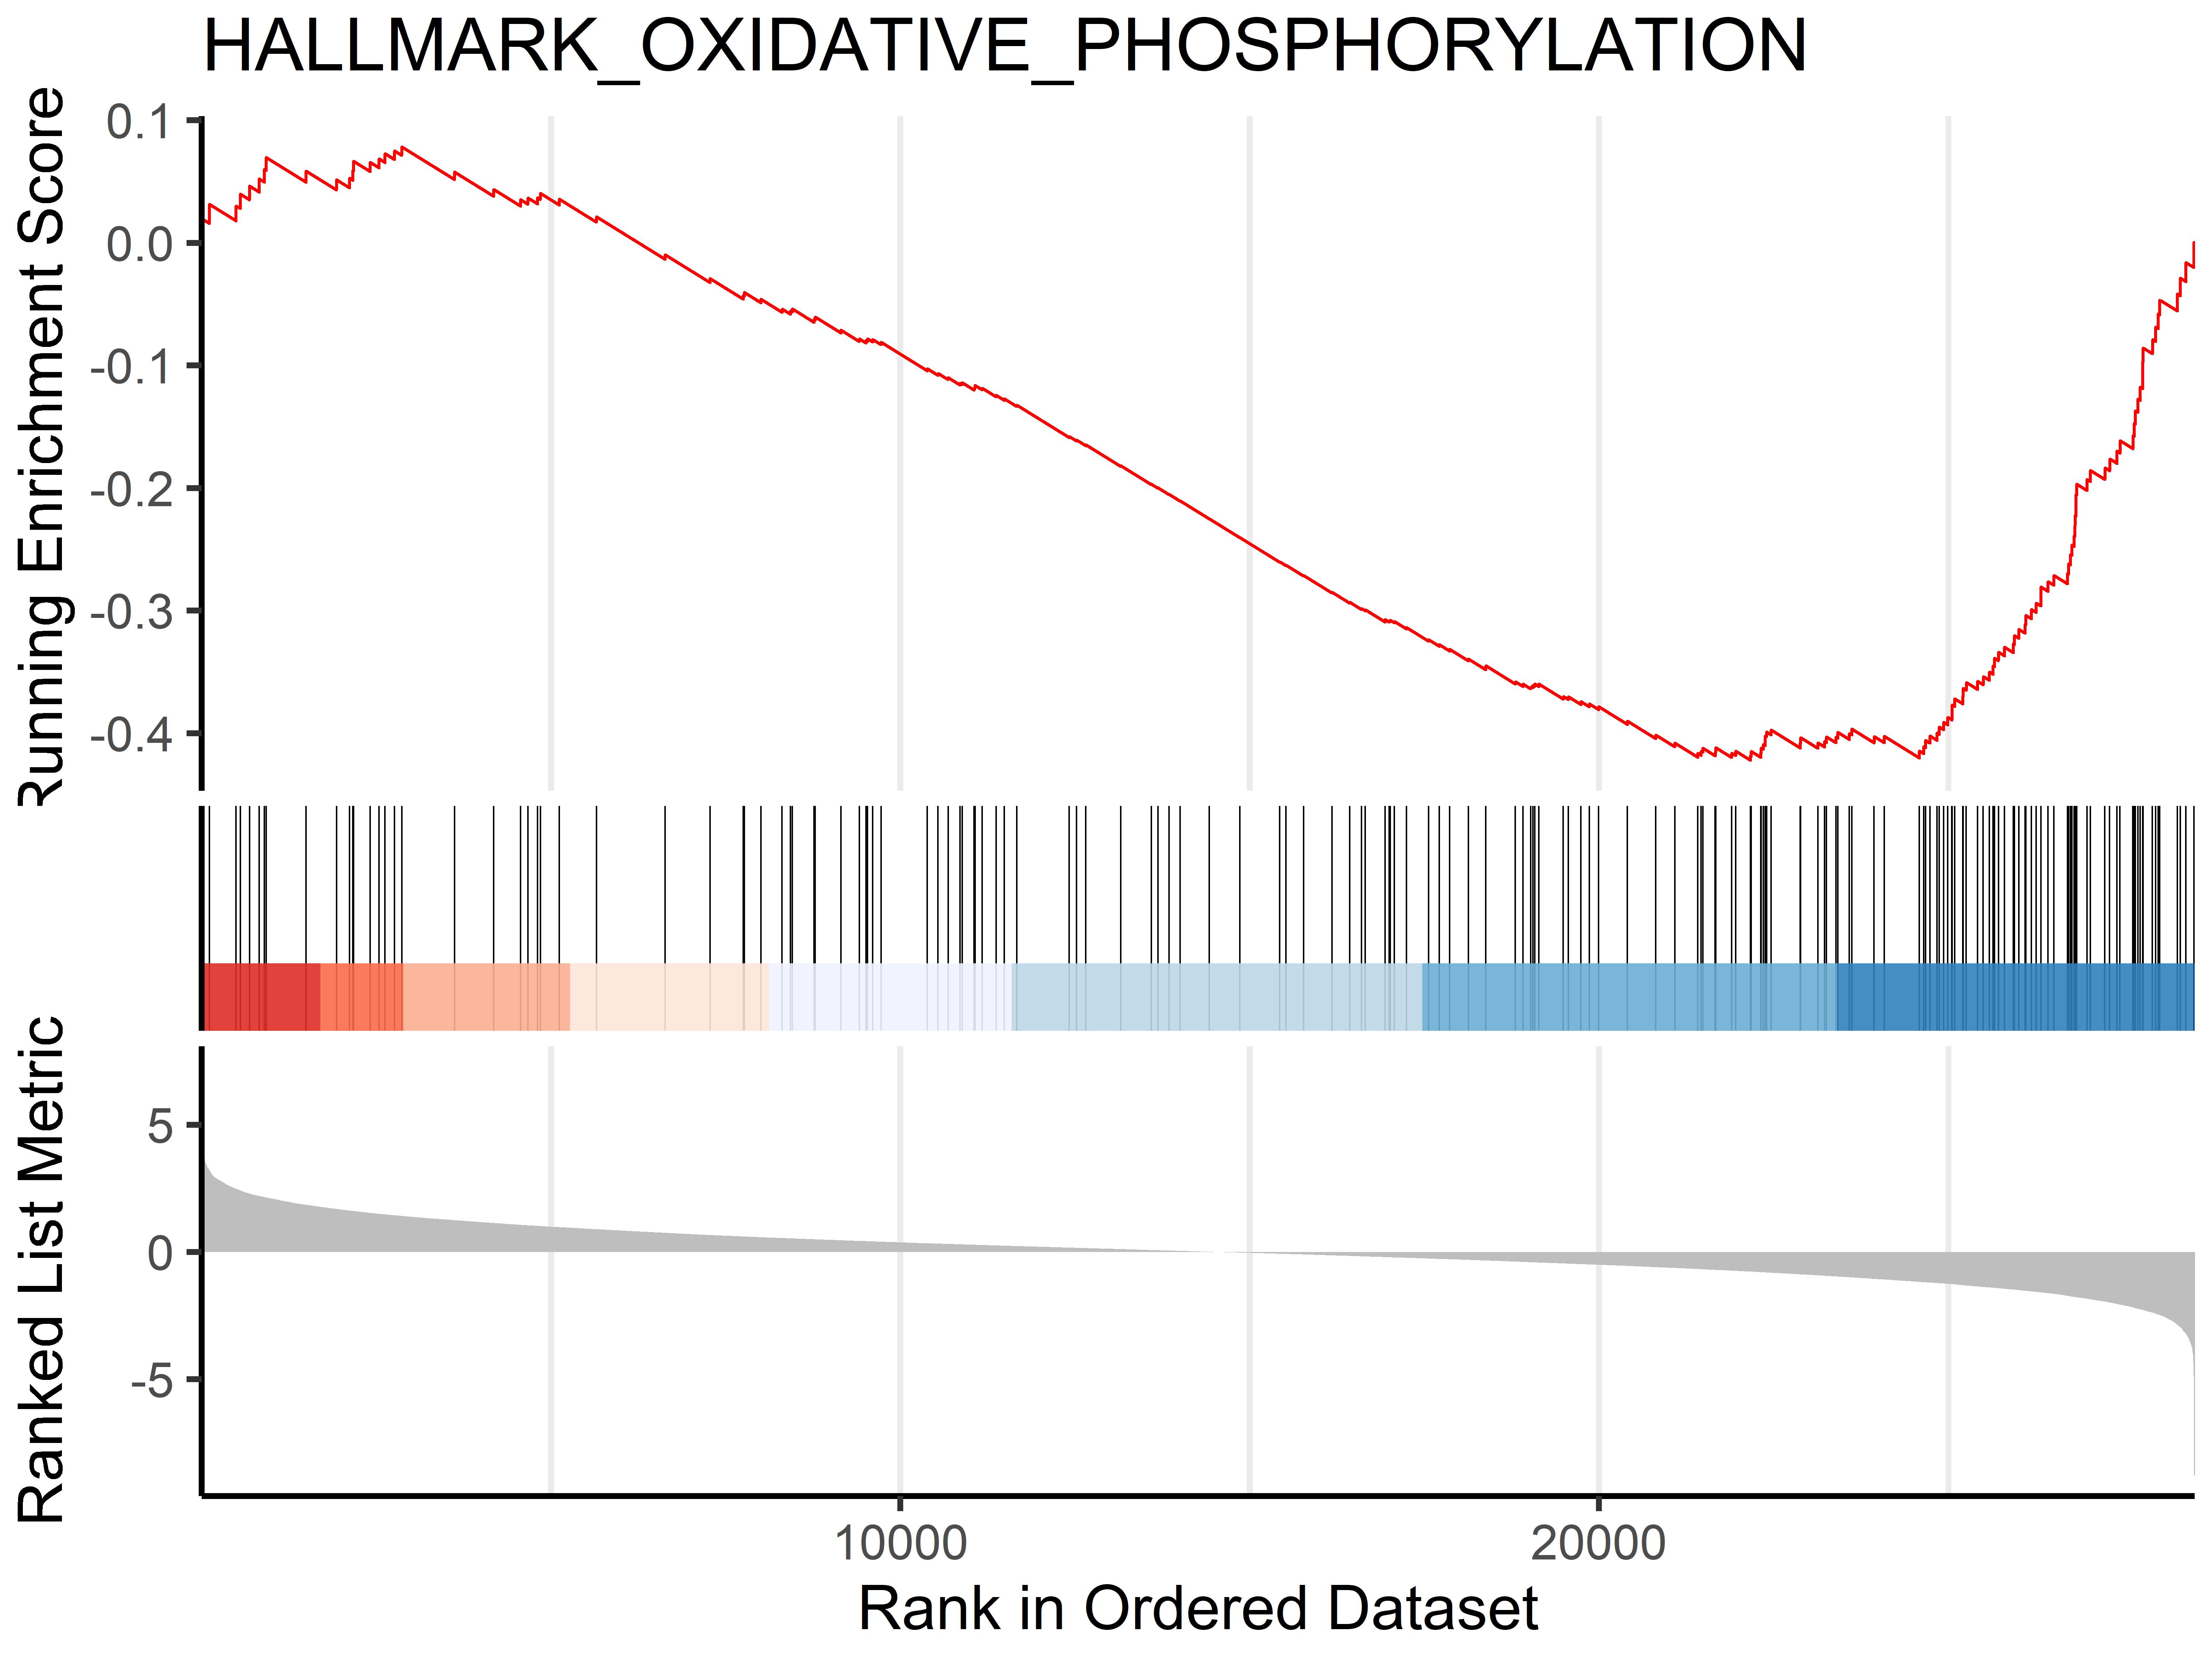 HALLMARK_OXIDATIVE_PHOSPHORYLATION
Running Enrichment Score
0.1
0.0
-0.1
-0.2
-0.3
-0.4
Ranked List Metric
5
0
-5
10000
20000
Rank in Ordered Dataset